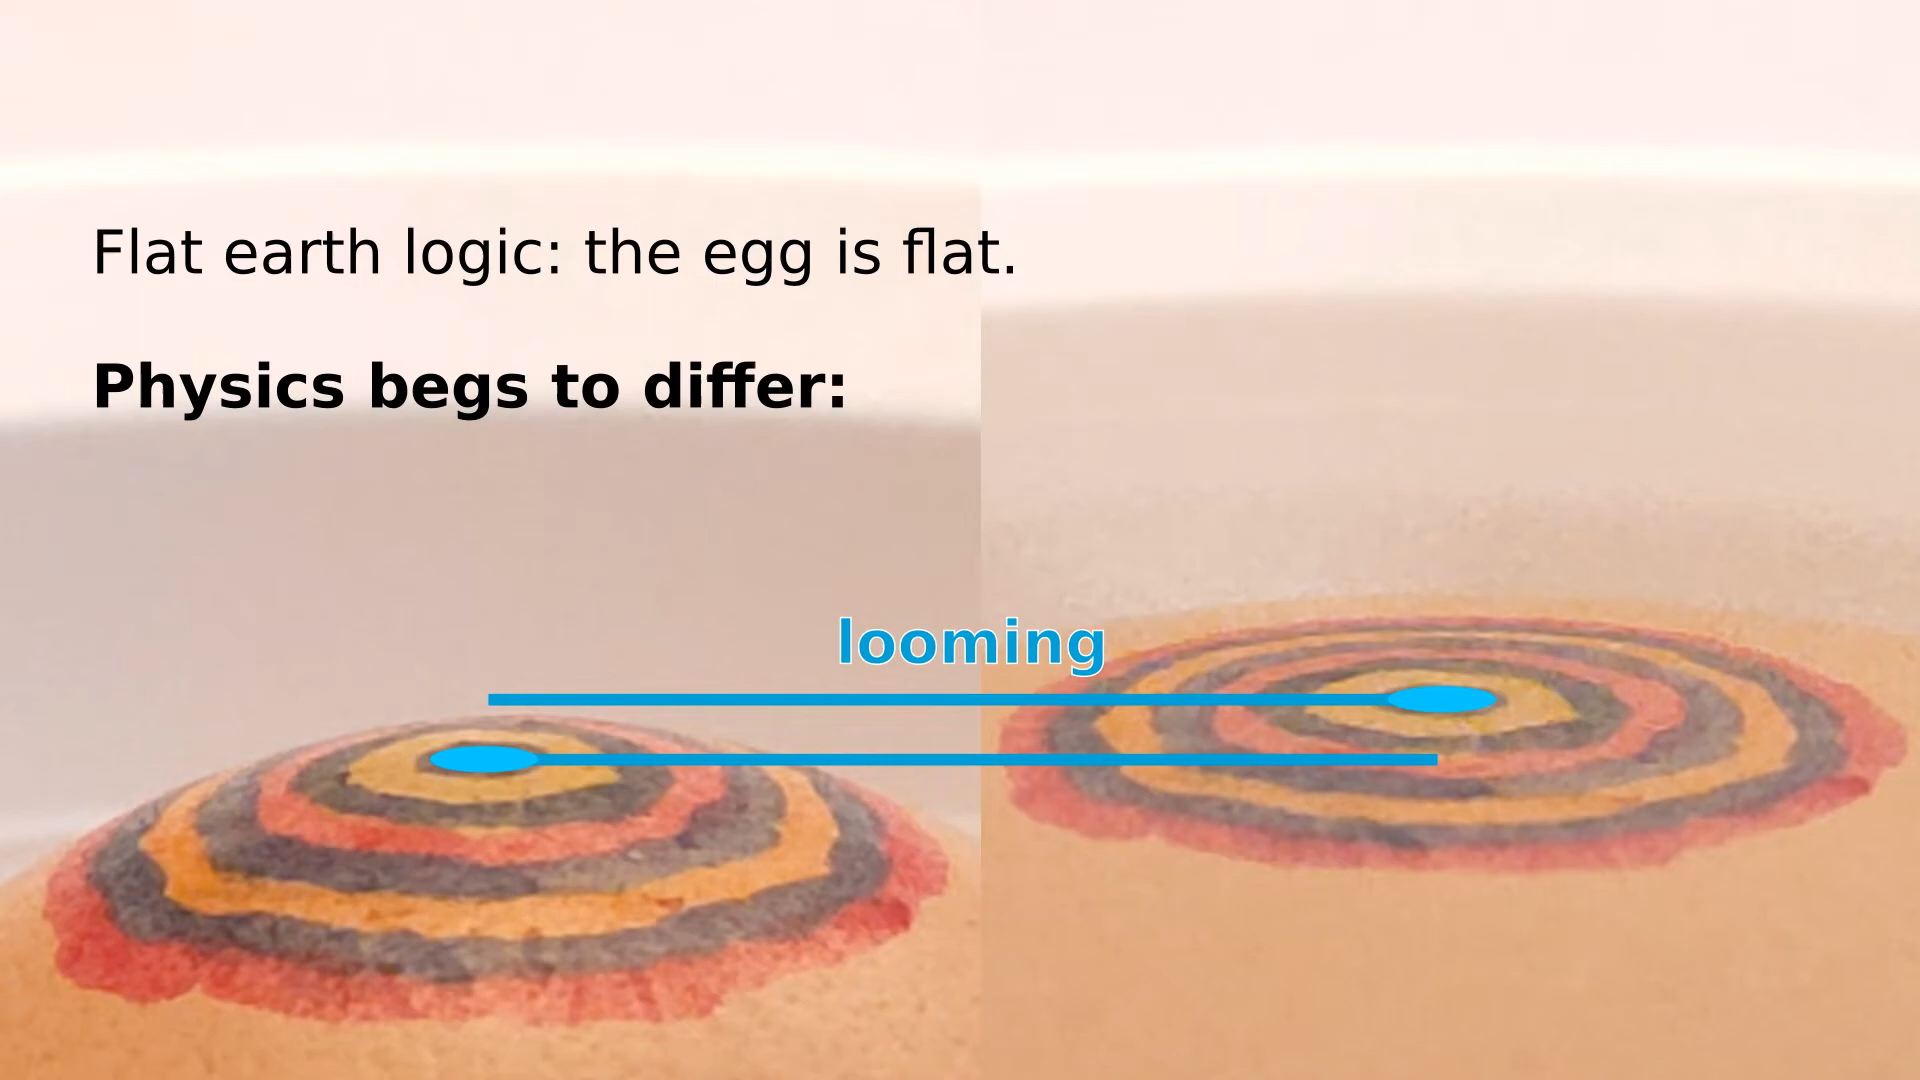 Flat earth logic: the egg is flat.
Physics begs to differ:
looming